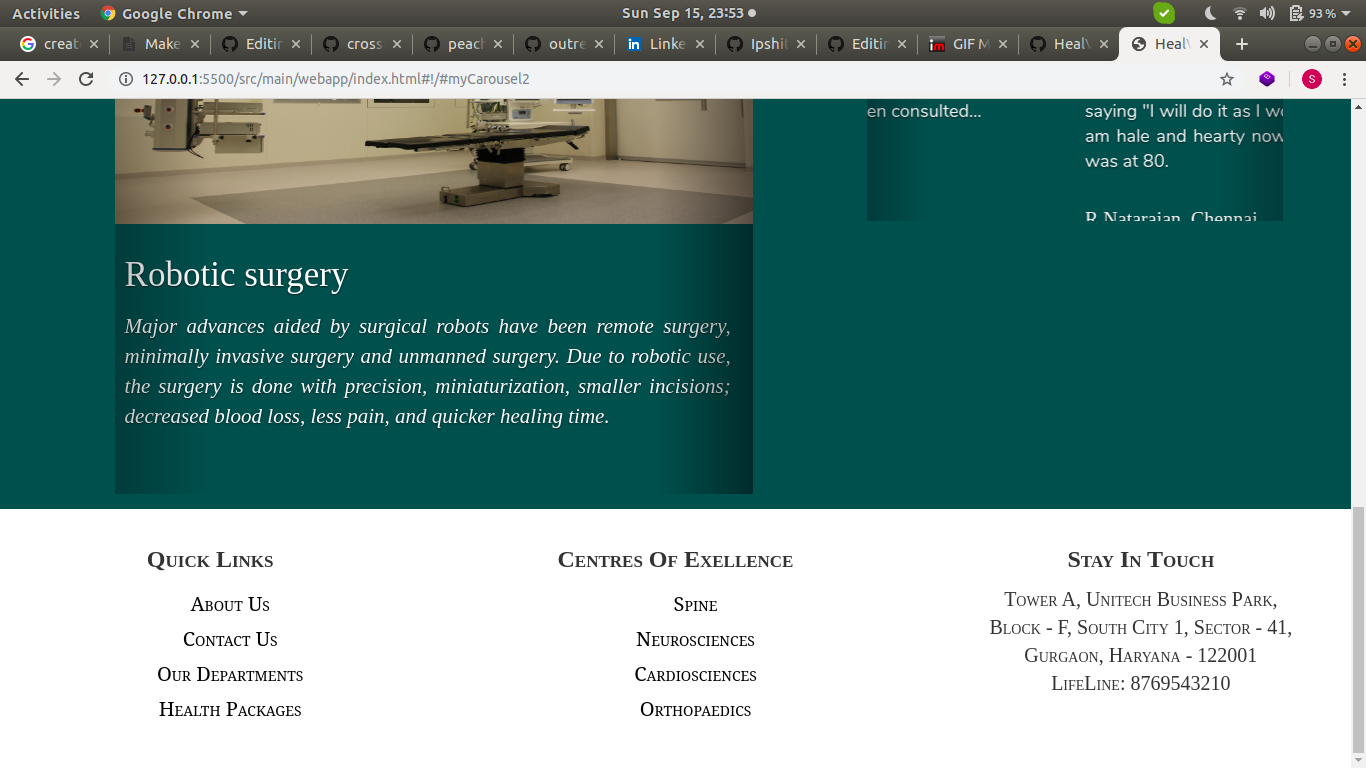 Activities Google Chrome Sun Sep 15, 23:53 93 %
creat Make Editin cross peach outre Linke Ipshit Editin GIF M HealV HealV
127.0.0.1:5500/src/main/webapp/index.html#!/#myCarousel2 S
en consulted...
saying "I will do it as I w
am hale and hearty now
was at 80.
R Natarajan, Chennai
Robotic surgery
Major advances aided by surgical robots have been remote surgery,
minimally invasive surgery and unmanned surgery. Due to robotic use,
the surgery is done with precision, miniaturization, smaller incisions;
decreased blood loss, less pain, and quicker healing time.
Quick Links
About Us
Contact Us
Our Departments
Health Packages
Centres Of Exellence
Spine
Neurosciences
Cardiosciences
Orthopaedics
Stay In Touch
Tower A, Unitech Business Park,
Block - F, South City 1, Sector - 41,
Gurgaon, Haryana - 122001
LifeLine: 8769543210